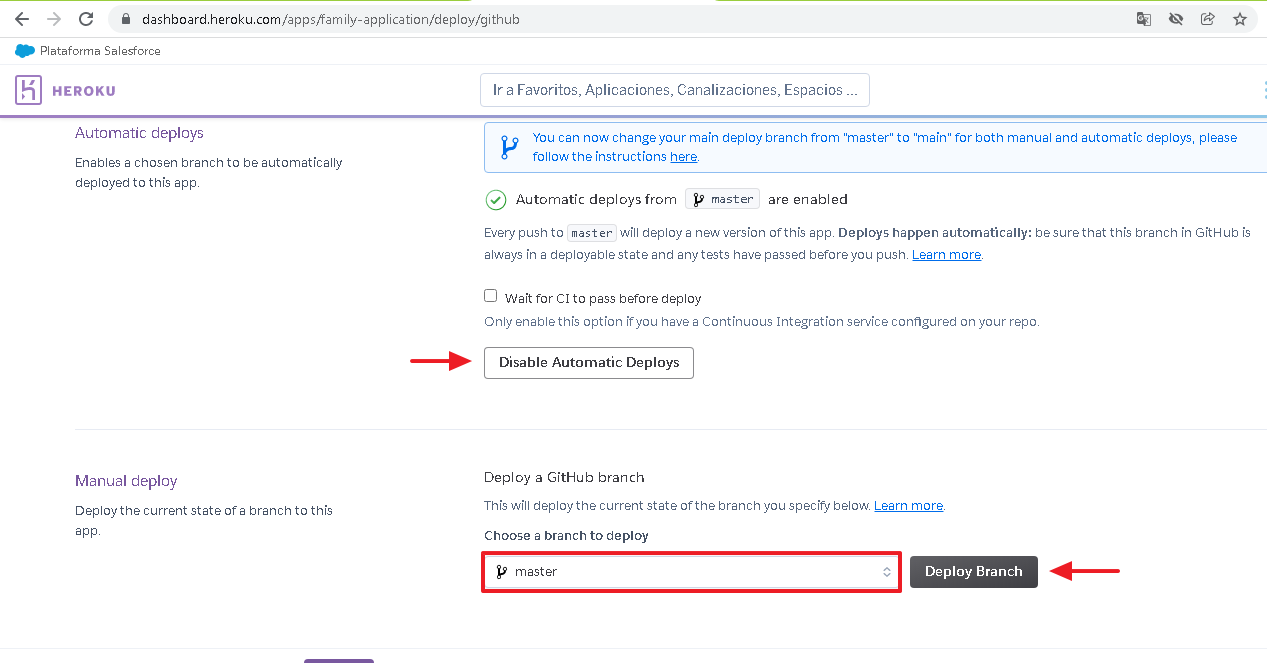 dashboard.heroku.com/apps/family-application/deploy/github
Plataforma Salesforce
HEROKU
Ir a Favoritos, Aplicaciones, Canalizaciones, Espacios ...
Automatic deploys
Enables a chosen branch to be automatically
deployed to this app.
You can now change your main deploy branch from "master" to "main" for both manual and automatic deploys, please
follow the instructions here.
Automatic deploys from master are enabled
Every push to master will deploy a new version of this app. Deploys happen automatically: be sure that this branch in GitHub is
always in a deployable state and any tests have passed before you push. Learn more.
Wait for CI to pass before deploy
Only enable this option if you have a Continuous Integration service configured on your repo.
Disable Automatic Deploys
Manual deploy
Deploy the current state of a branch to this
app.
Deploy a GitHub branch
This will deploy the current state of the branch you specify below. Learn more.
Choose a branch to deploy
master
Deploy Branch